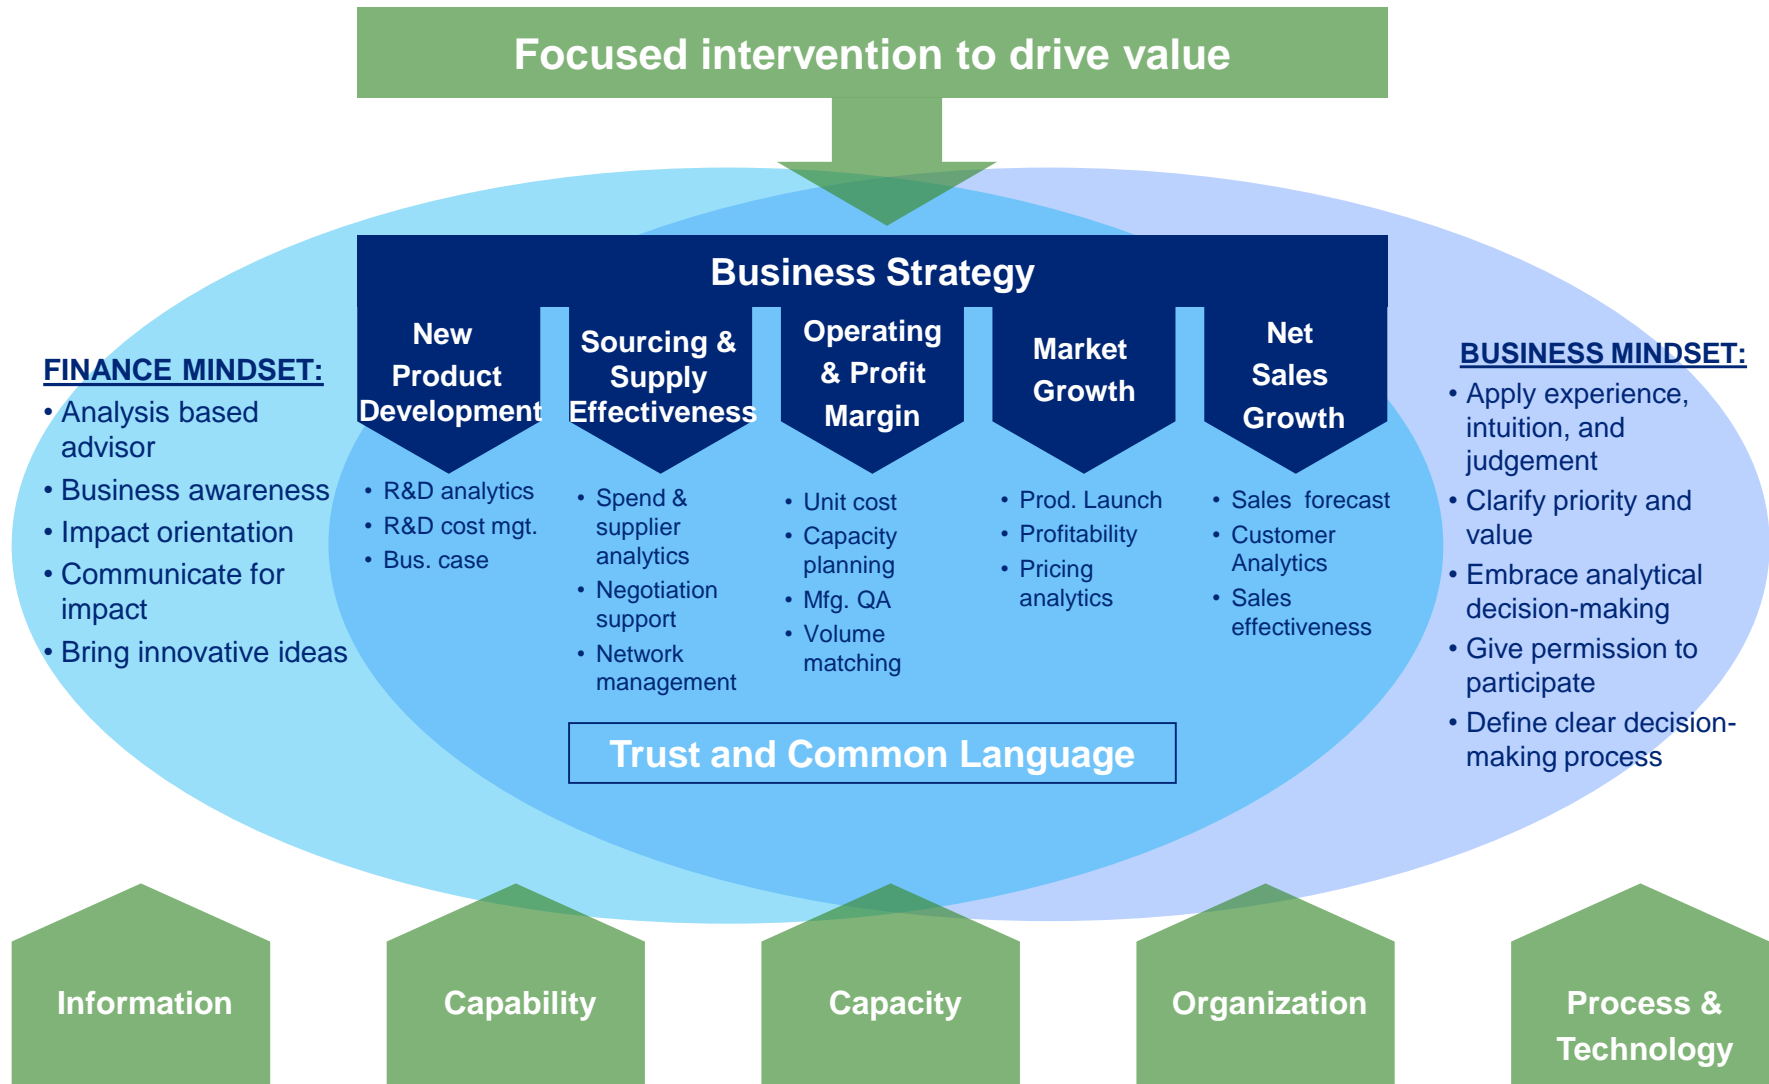 Focused intervention to drive value
Business Strategy
New
Product
Development
Sourcing &
Supply
Effectiveness
Operating
& Profit
Margin
Market
Growth
Net
Sales
Growth
FINANCE MINDSET:
• Analysis based
advisor
• Business awareness
• Impact orientation
• Communicate for
impact
• Bring innovative ideas
• R&D analytics
• R&D cost mgt.
• Bus. case
• Spend &
supplier
analytics
• Negotiation
support
• Network
management
• Unit cost
• Capacity
planning
• Mfg. QA
• Volume
matching
• Prod. Launch
• Profitability
• Pricing
analytics
• Sales forecast
• Customer
Analytics
• Sales
effectiveness
BUSINESS MINDSET:
• Apply experience,
intuition, and
judgement
• Clarify priority and
value
• Embrace analytical
decision-making
• Give permission to
participate
• Define clear decision-
making process
Trust and Common Language
Information
Capability
Capacity
Organization
Process &
Technology